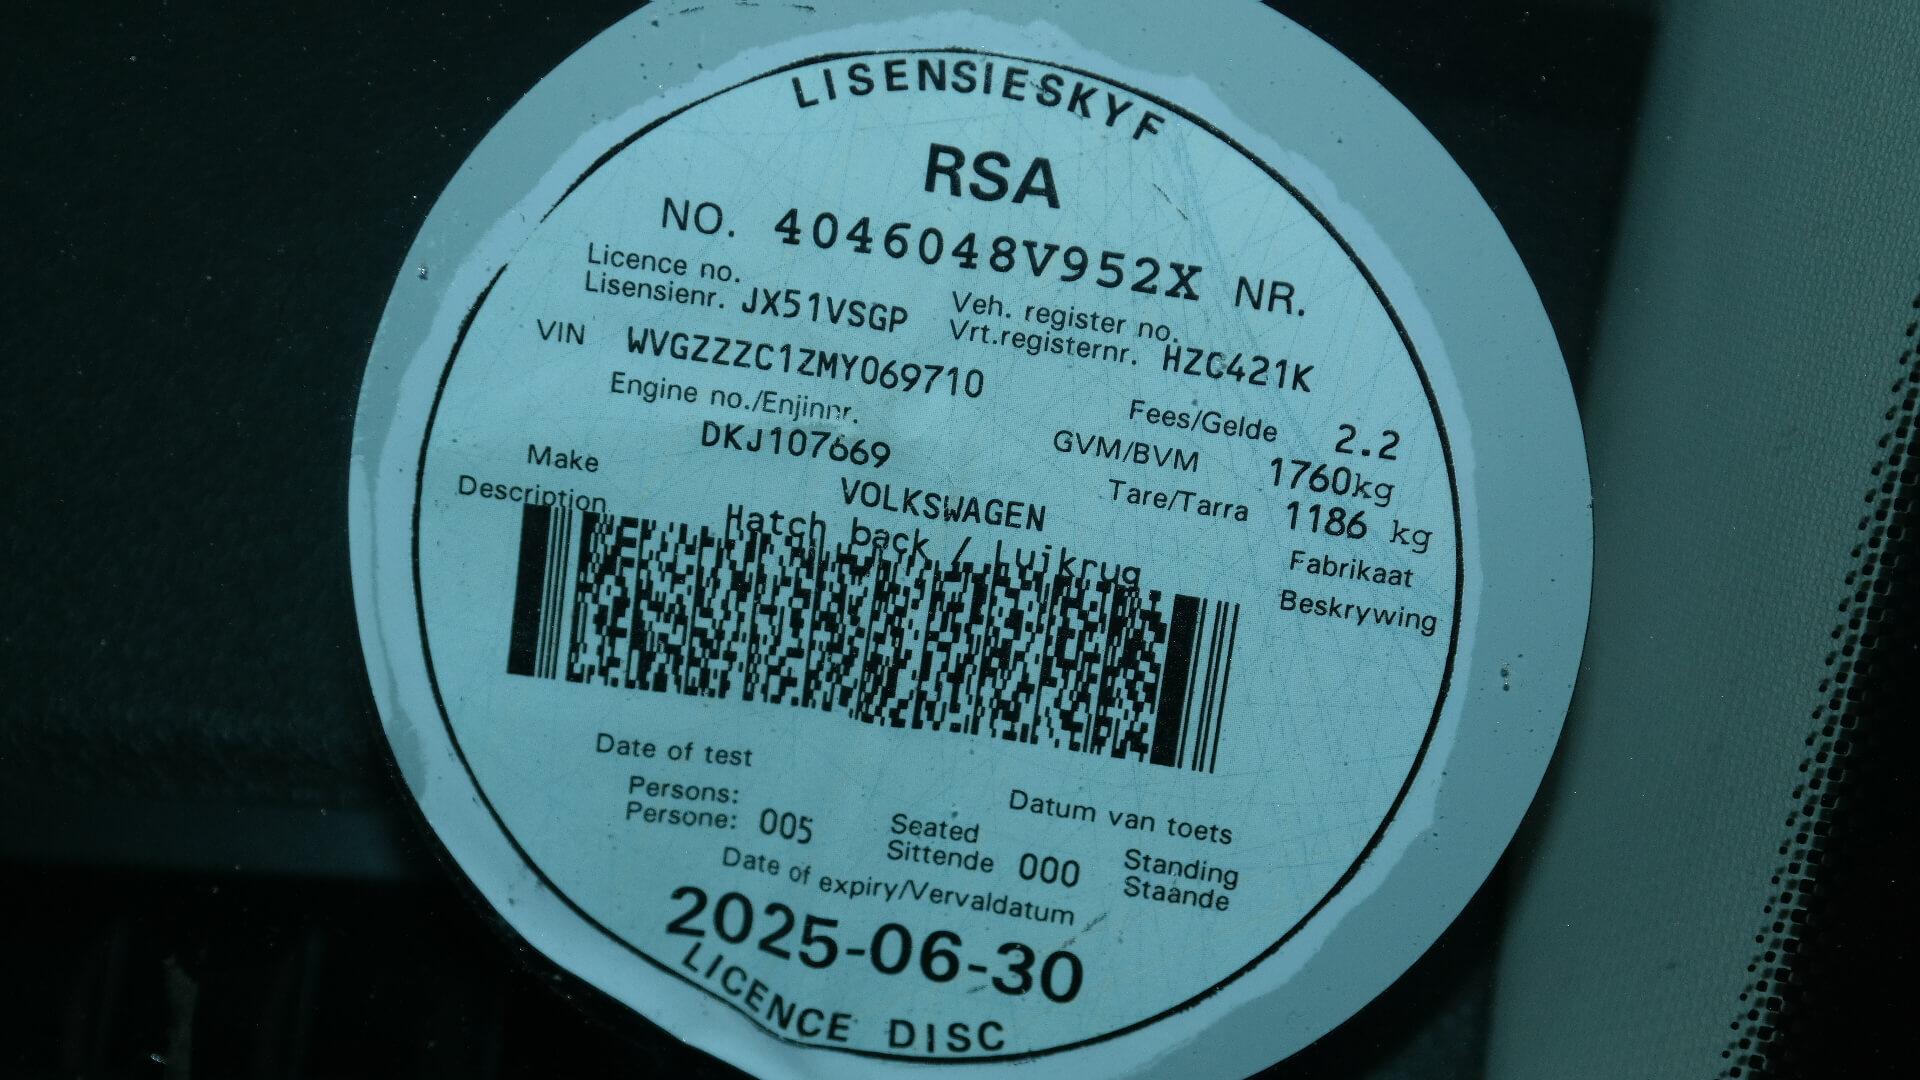 LISENSIESKYF
RSA
NO. 4046048V952X NR.
Licence no.
Lisensienr. JX51VSGP
Veh. register no.
Vrt.registernr. HZC421K
VIN WVGZZZC1ZMY069710
Engine no./Enjinnr.
DKJ107669
Fees/Gelde 2.2
GVM/BVM 1760kg
Tare/Tarra 1186 kg
Make VOLKSWAGEN Fabrikaat
Description Hatch back / Luikrug Beskrywing
Date of test Datum van toets
Persons:
Persone: 005
Seated
Sittende 000
Standing
Staande
Date of expiry/Vervaldatum
2025-06-30
LICENCE DISC